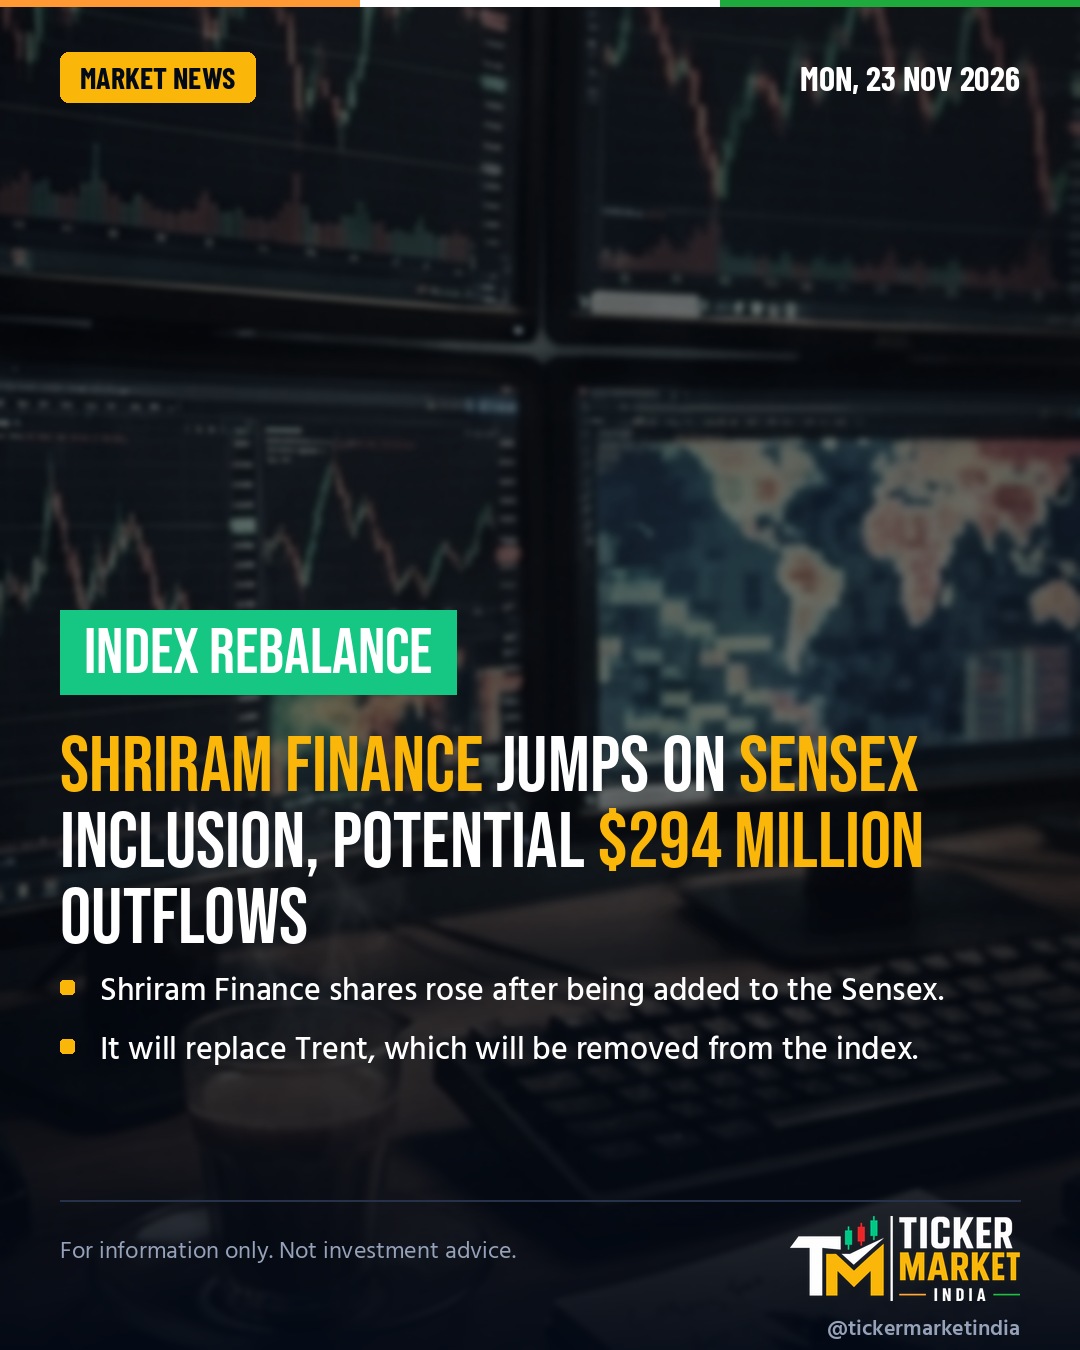 MARKET NEWS
MON, 23 NOV 2026
INDEX REBALANCE
SHRIRAM FINANCE JUMPS ON SENSEX
INCLUSION, POTENTIAL $294 MILLION
OUTFLOWS
Shriram Finance shares rose after being added to the Sensex.
It will replace Trent, which will be removed from the index.
For information only. Not investment advice.
TM
TICKER
MARKET
INDIA
@tickermarketindia